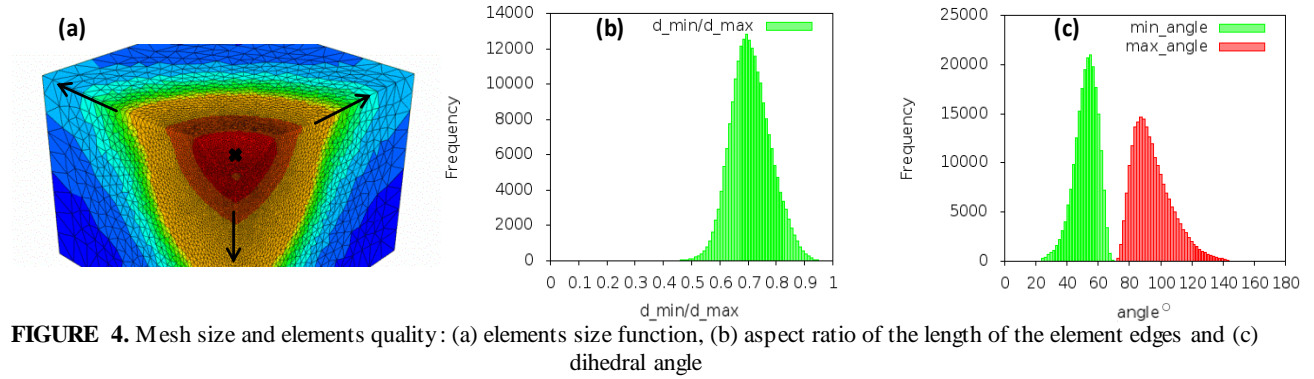 (a)
(b)
d_min/d_max
14000
12000
10000
8000
6000
4000
2000
0
Frequency
0 0.1 0.2 0.3 0.4 0.5 0.6 0.7 0.8 0.9 1
d_min/d_max
(c)
min_angle
max_angle
25000
20000
15000
10000
5000
0
Frequency
0 20 40 60 80 100 120 140 160 180
angle°
FIGURE 4. Mesh size and elements quality: (a) elements size function, (b) aspect ratio of the length of the element edges and (c)
dihedral angle